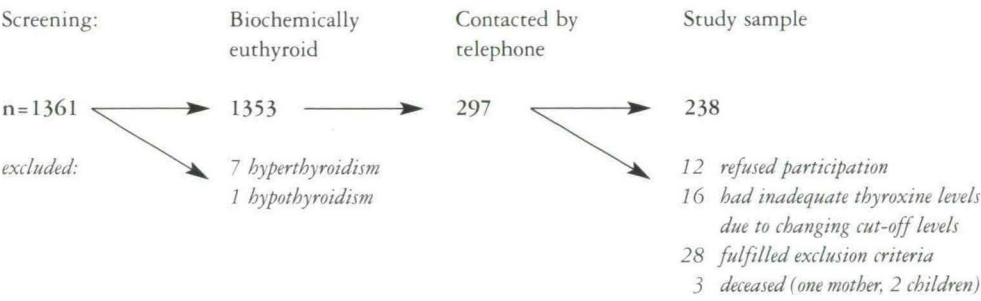 Screening: Biochemically euthyroid Contacted by telephone Study sample
n=1361 1353 297 238
excluded: 7 hyperthyroidism
1 hypothyroidism
12 refused participation
16 had inadequate thyroxine levels
due to changing cut-off levels
28 fulfilled exclusion criteria
3 deceased (one mother, 2 children)